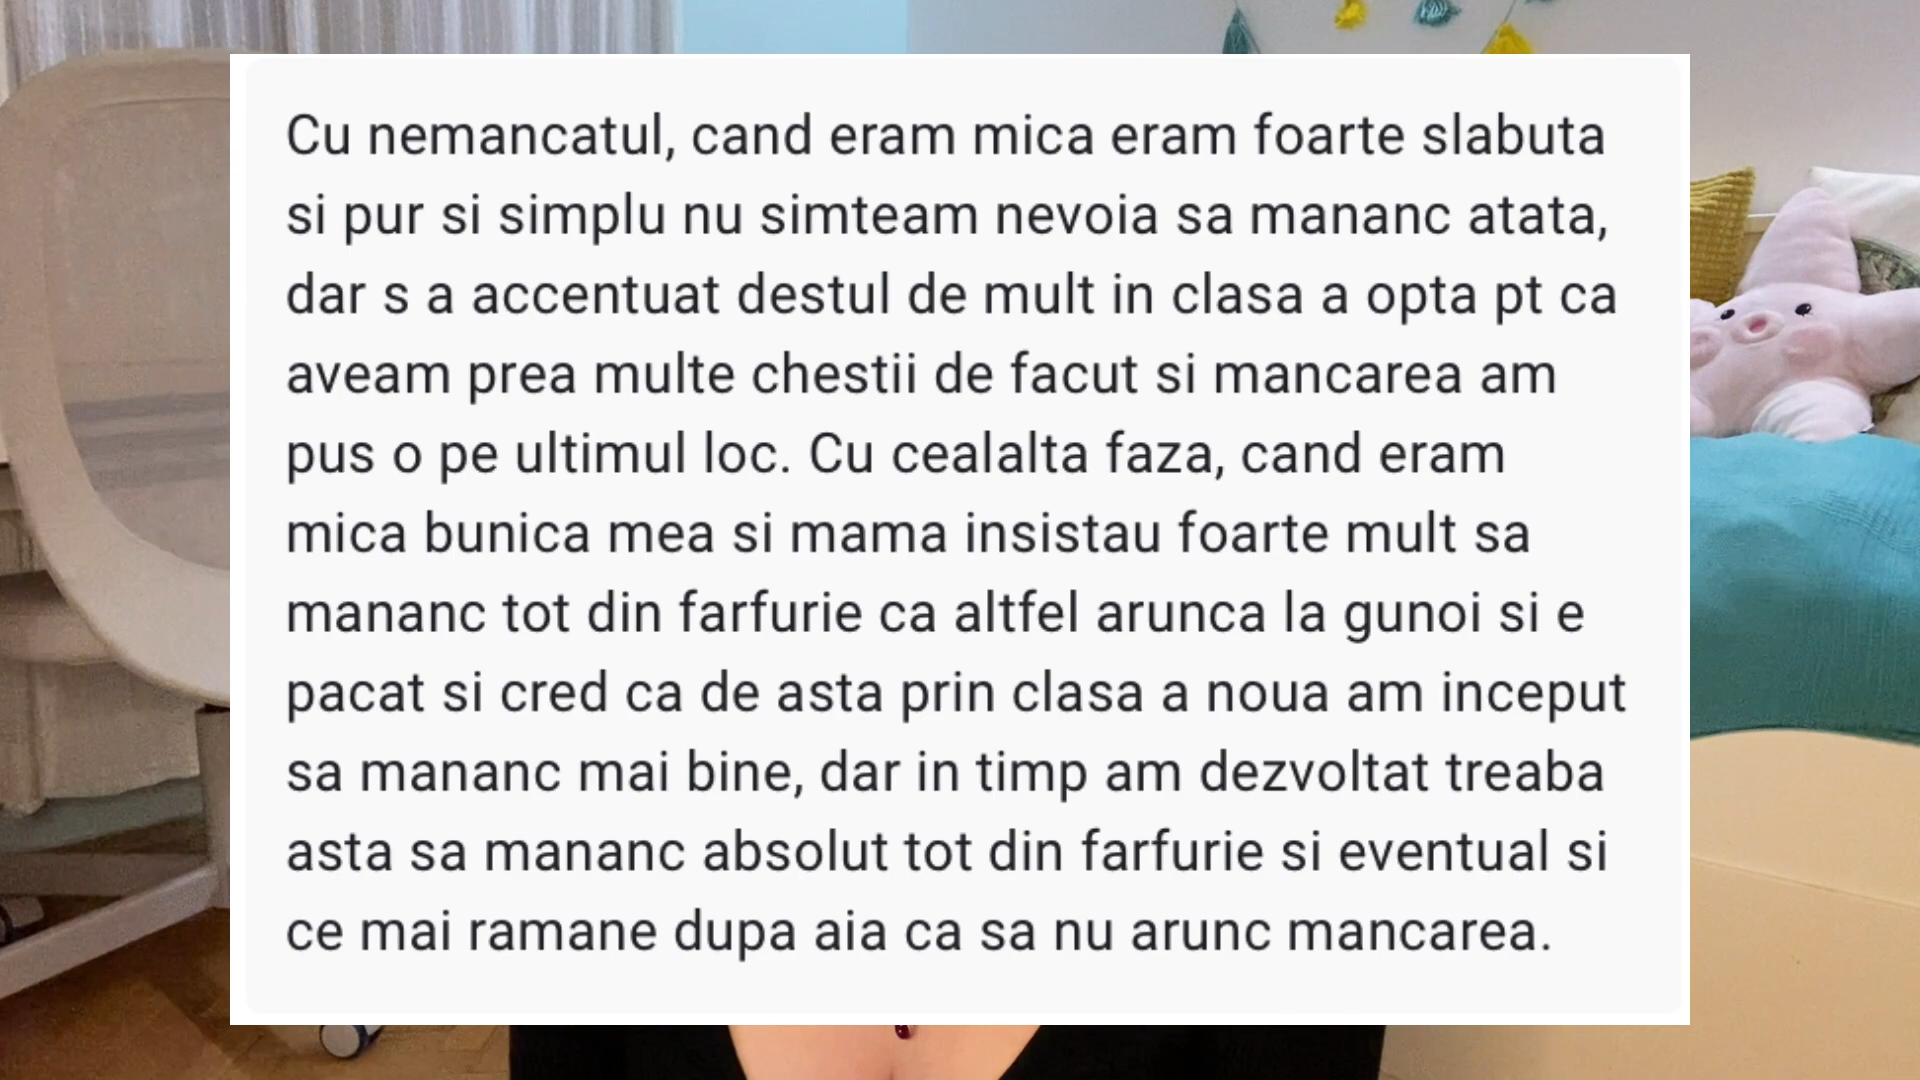 Cu nemancatul, cand eram mica eram foarte slabuta
si pur si simplu nu simteam nevoia sa mananc atata,
dar s a accentuat destul de mult in clasa a opta pt ca
aveam prea multe chestii de facut si mancarea am
pus o pe ultimul loc. Cu cealalta faza, cand eram
mica bunica mea si mama insistau foarte mult sa
mananc tot din farfurie ca altfel arunca la gunoi si e
pacat si cred ca de asta prin clasa a noua am inceput
sa mananc mai bine, dar in timp am dezvoltat treaba
asta sa mananc absolut tot din farfurie si eventual si
ce mai ramane dupa aia ca sa nu arunc mancarea.